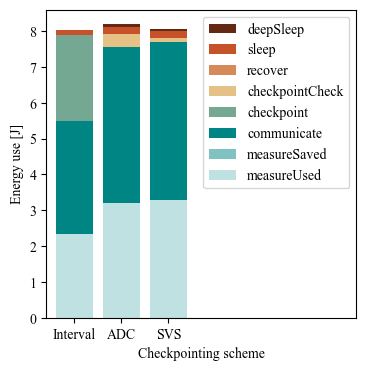 8
7
6
5
4
3
2
1
0
Energy use [J]
deepSleep
sleep
recover
checkpointCheck
checkpoint
communicate
measureSaved
measureUsed
Interval ADC SVS
Checkpointing scheme